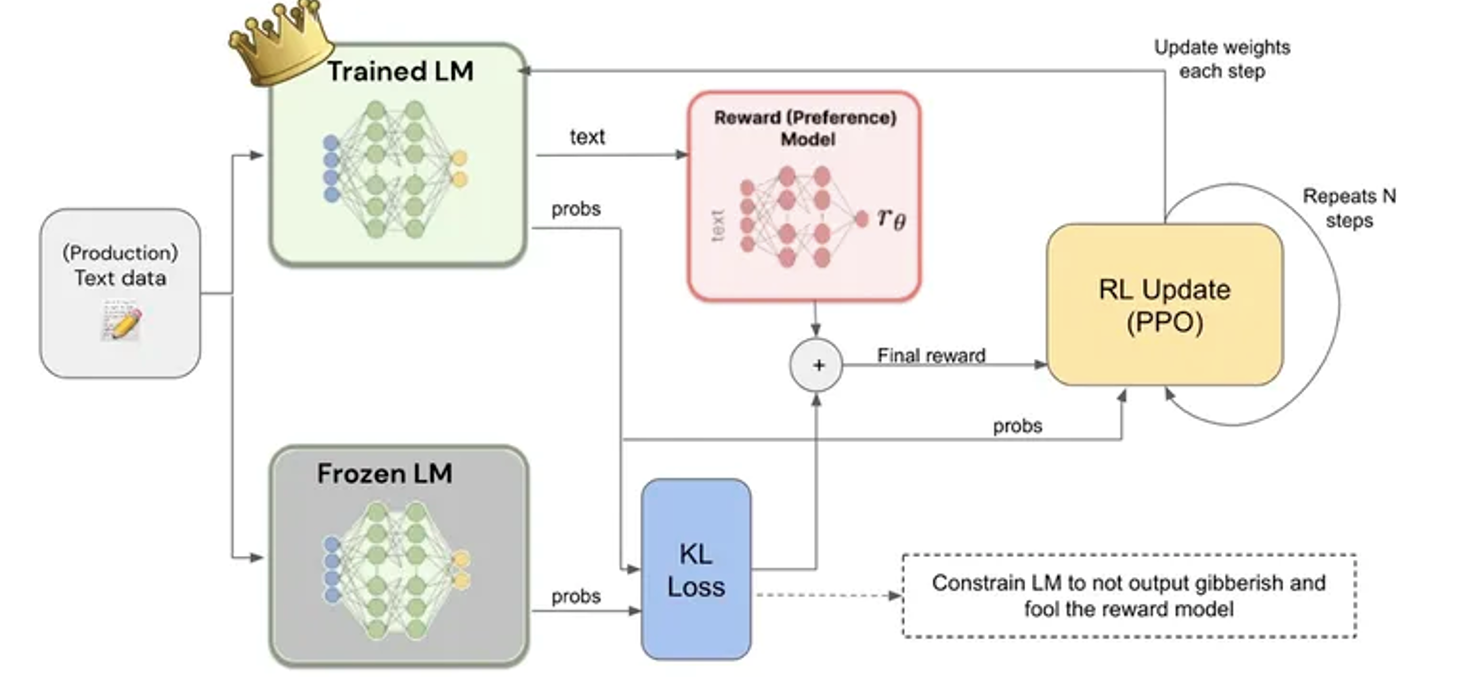 Trained LM
Update weights
each step
Reward (Preference)
Model
text
text
rθ
probs
Repeats N
steps
(Production)
Text data
RL Update
(PPO)
+
Final reward
probs
Frozen LM
KL
Loss
probs
Constrain LM to not output gibberish and
fool the reward model